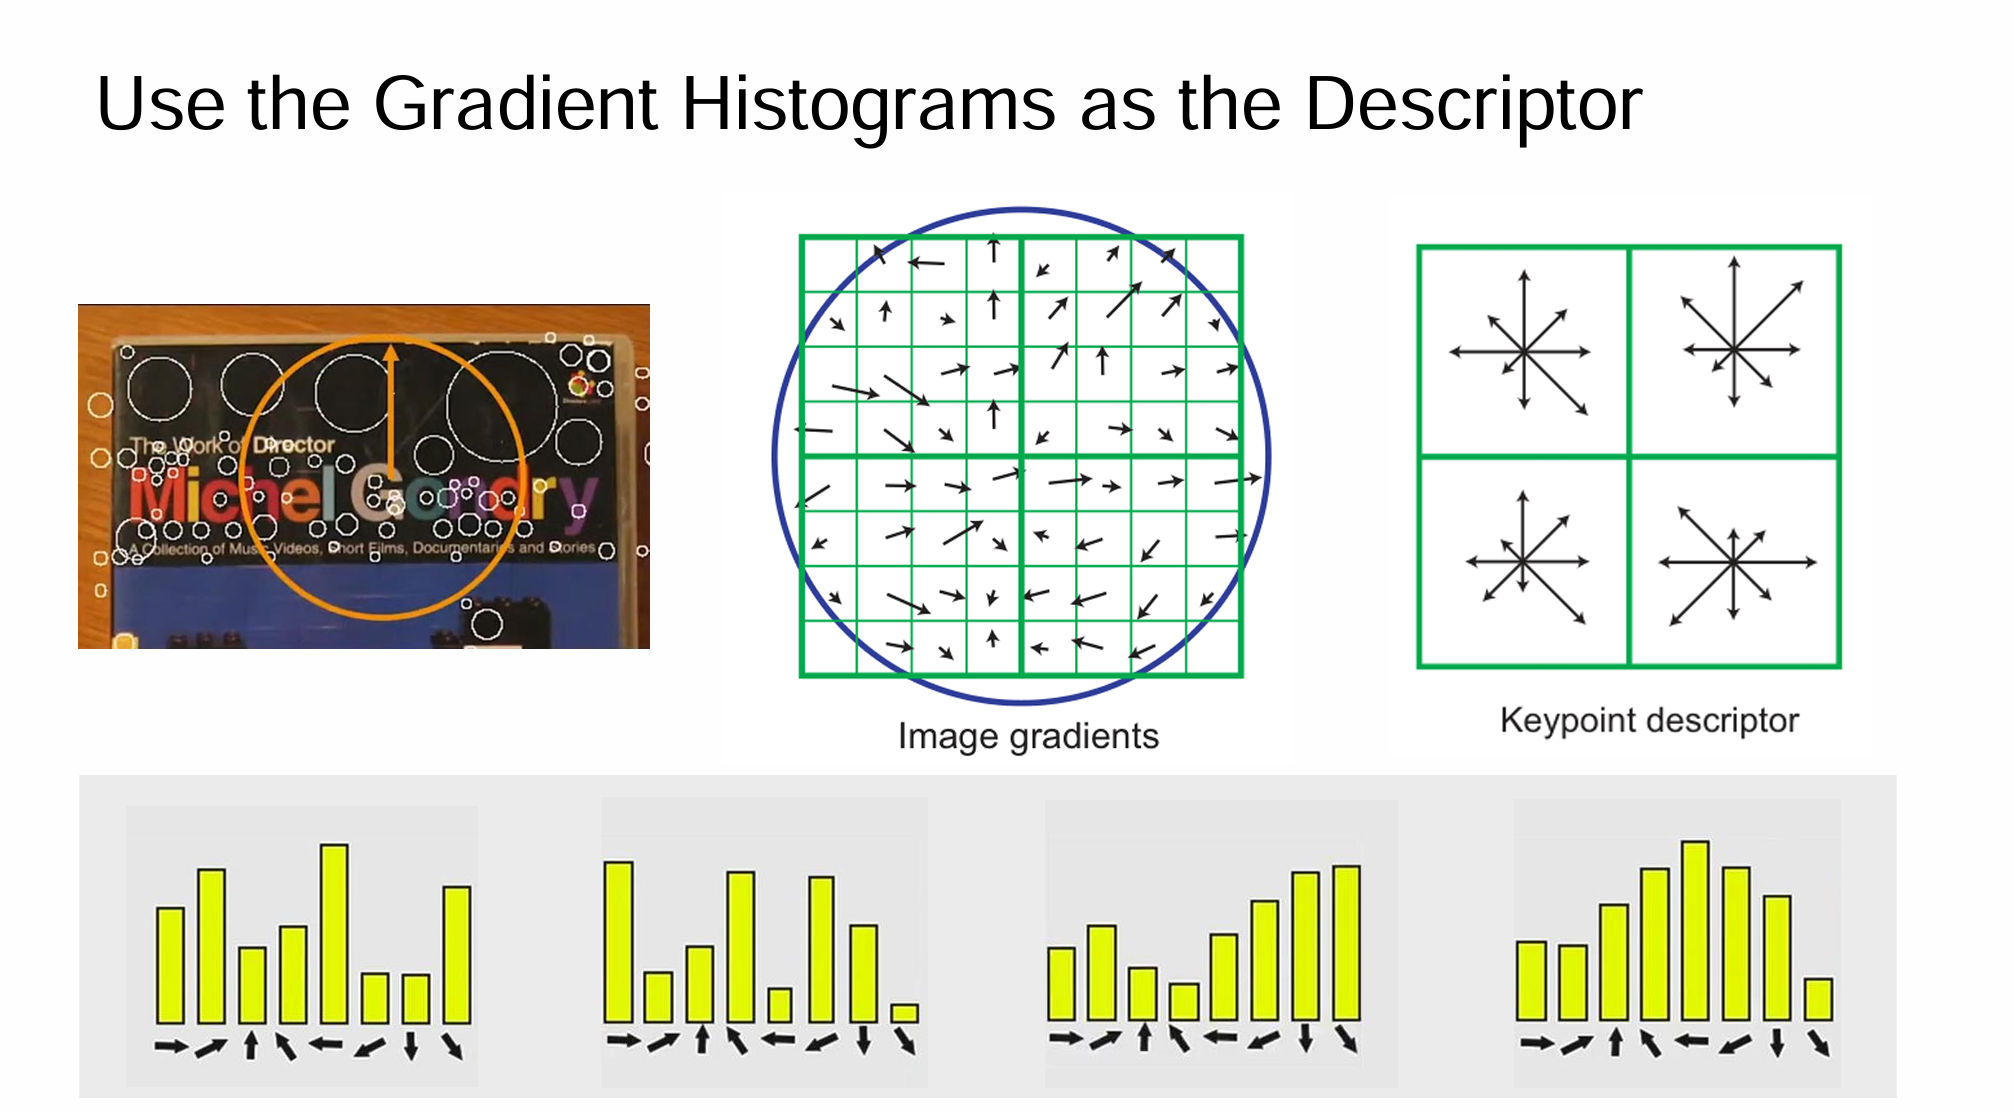 Use the Gradient Histograms as the Descriptor
The Work of Director
Michel Gondry
A Collection of Music Videos, Short Films, Documentaries and Stories
Image gradients
Keypoint descriptor